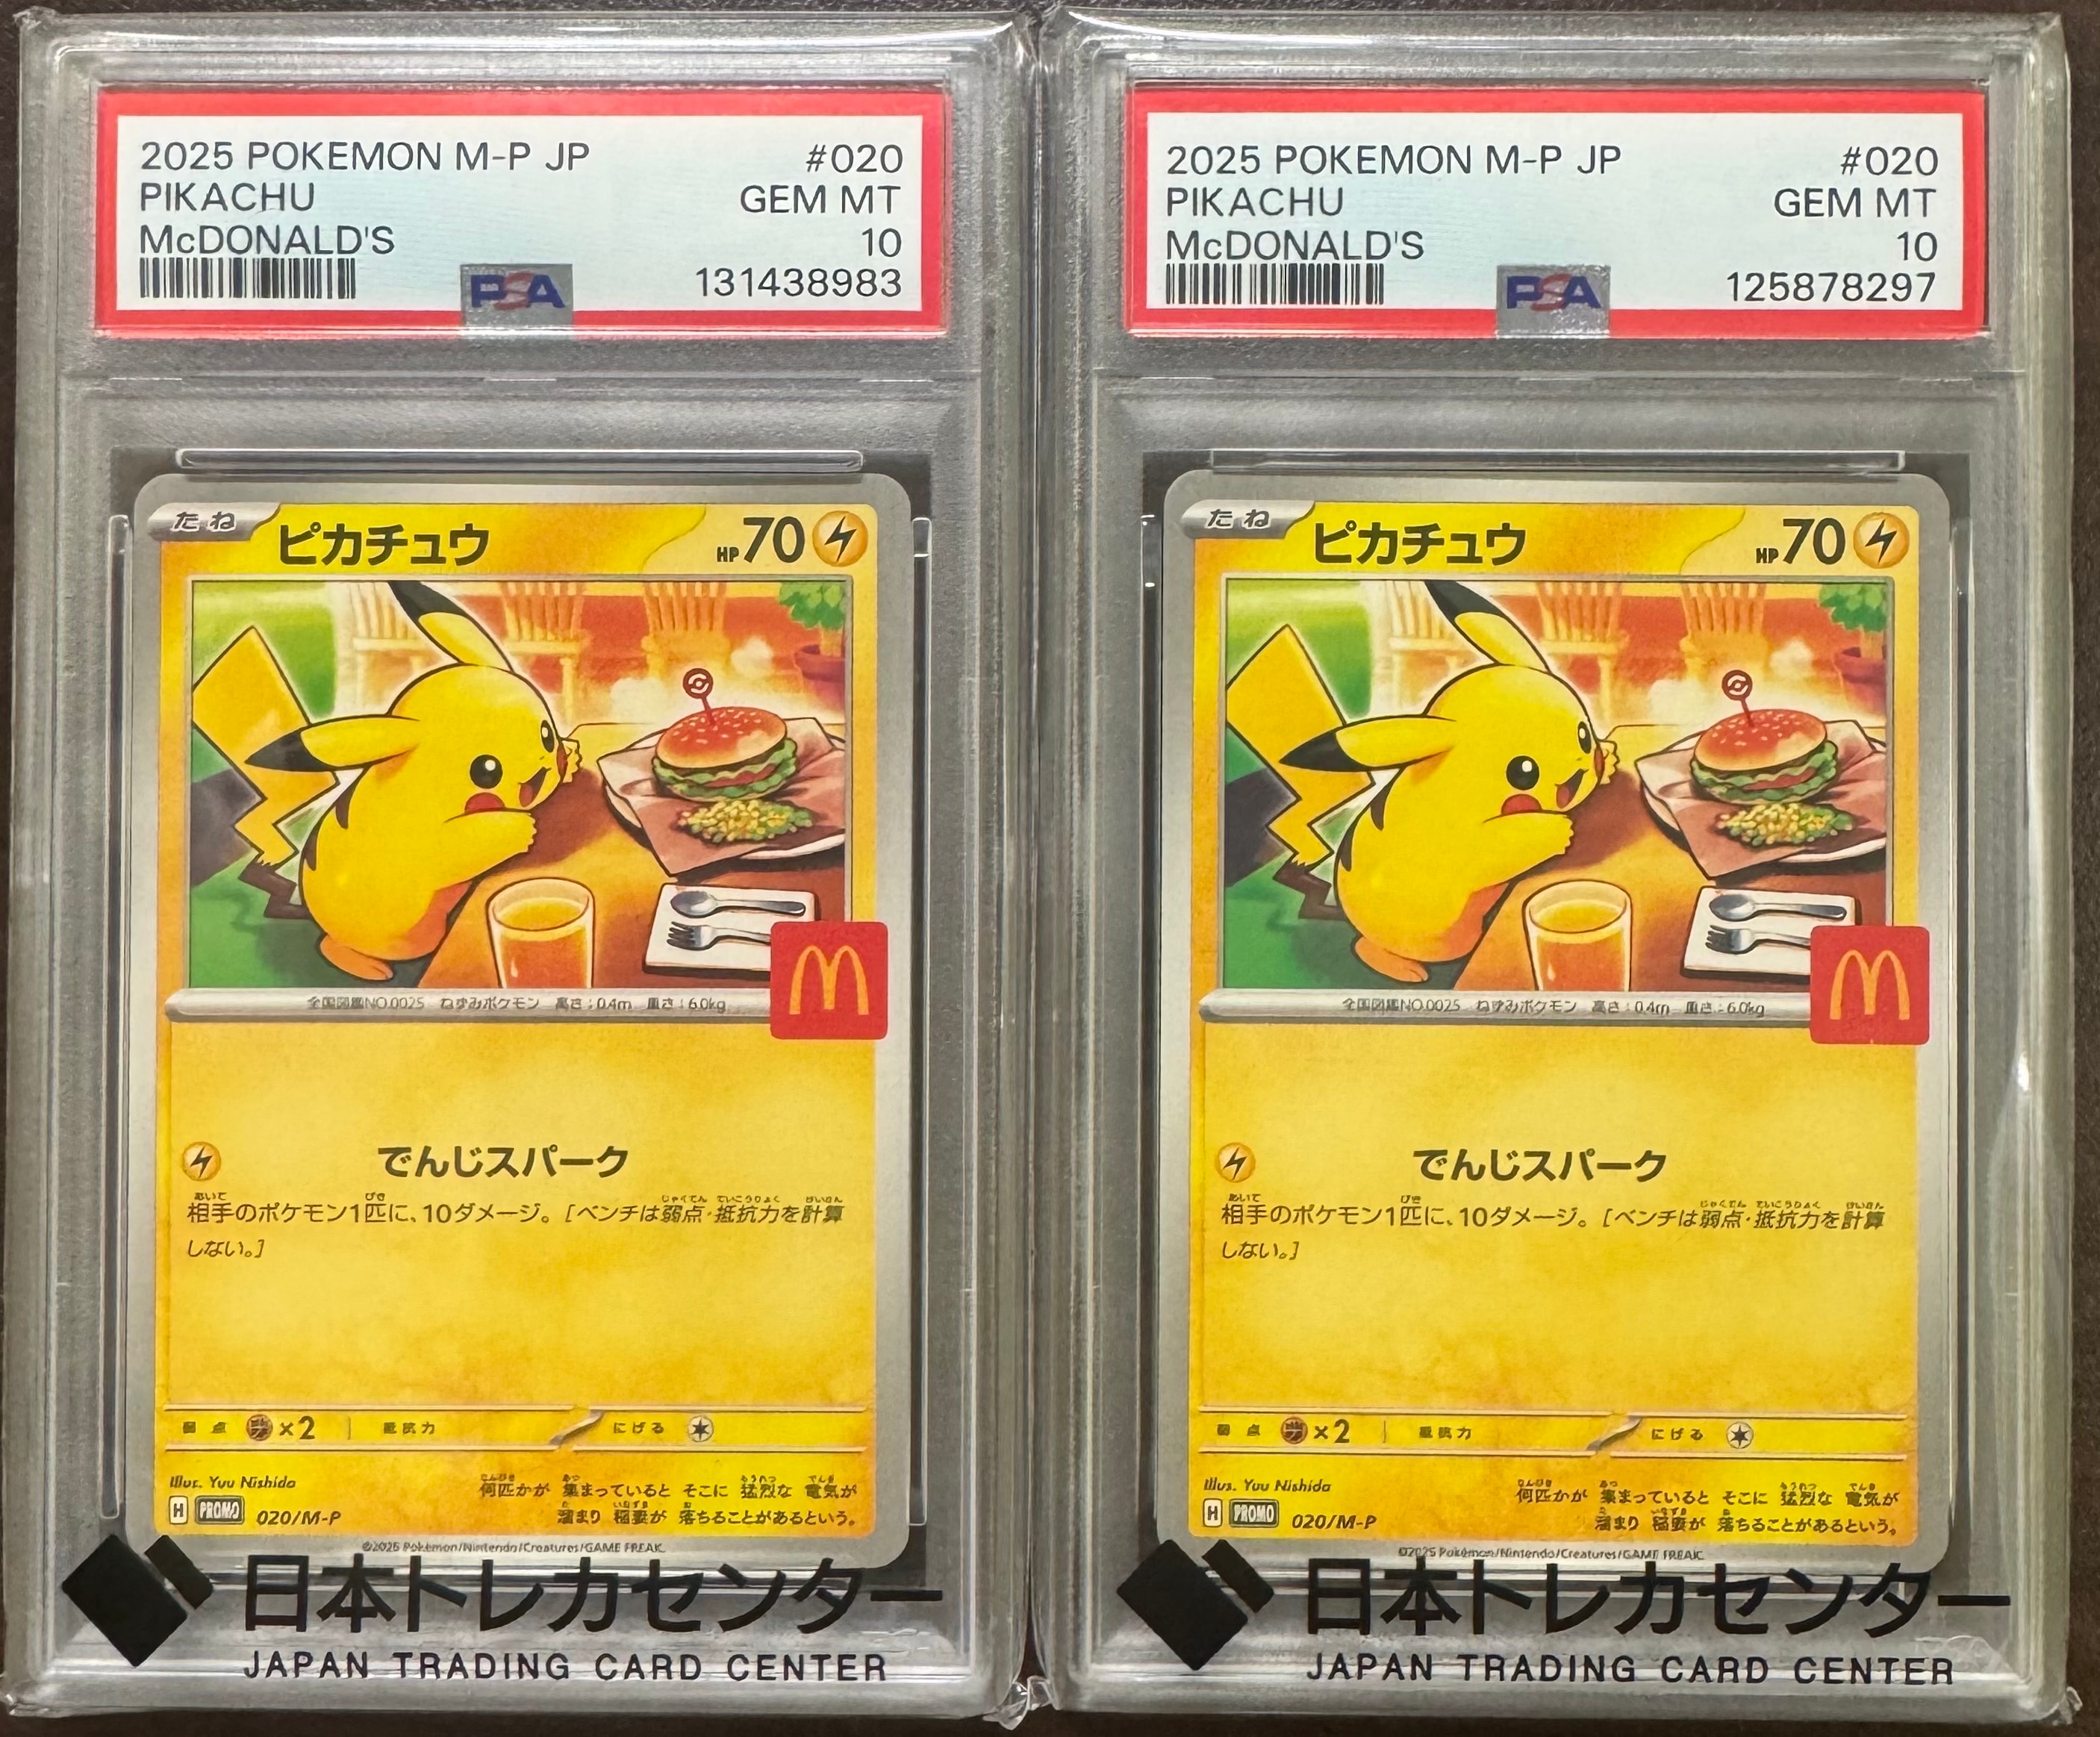 2025 POKEMON M-P JP #020
PIKACHU GEM MT
McDONALD'S 10
131438983
PSA
たね ピカチュウ HP70
全国図鑑NO.0025 ねずみポケモン 高さ:0.4m 重さ:6.0kg
でんじスパーク
相手のポケモン1匹に、10ダメージ。[ベンチは弱点・抵抗力を計算
しない。]
弱点 ×2 抵抗力 にげる
Illus. Yuu Nishida
何匹かが 集まっていると そこに 猛烈な 電気が
溜まり 稲妻が 落ちることがあるという。
H PROMO 020/M-P
©2025 Pokémon/Nintendo/Creatures/GAME FREAK
日本トレカセンター
JAPAN TRADING CARD CENTER
2025 POKEMON M-P JP #020
PIKACHU GEM MT
McDONALD'S 10
125878297
PSA
たね ピカチュウ HP70
全国図鑑NO.0025 ねずみポケモン 高さ:0.4m 重さ:6.0kg
でんじスパーク
相手のポケモン1匹に、10ダメージ。[ベンチは弱点・抵抗力を計算
しない。]
弱点 ×2 抵抗力 にげる
Illus. Yuu Nishida
何匹かが 集まっていると そこに 猛烈な 電気が
溜まり 稲妻が 落ちることがあるという。
H PROMO 020/M-P
©2025 Pokémon/Nintendo/Creatures/GAME FREAK
日本トレカセンター
JAPAN TRADING CARD CENTER